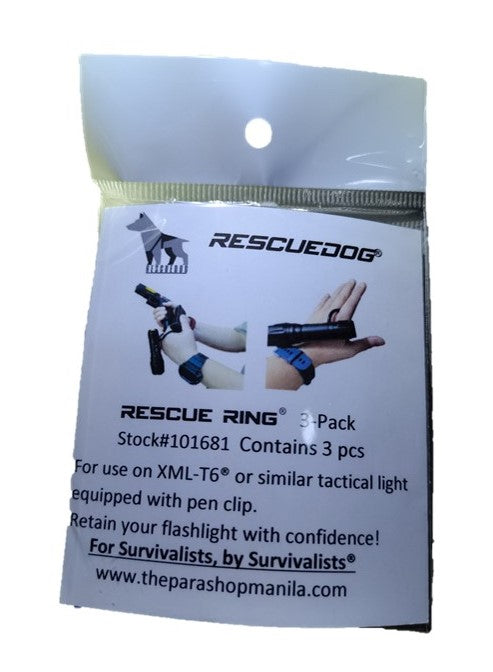 RESCUEDOG®
RESCUE RING® 3-Pack
Stock#101681 Contains 3 pcs
For use on XML-T6® or similar tactical light
equipped with pen clip.
Retain your flashlight with confidence!
For Survivalists, by Survivalists®
www.theparashopmanila.com